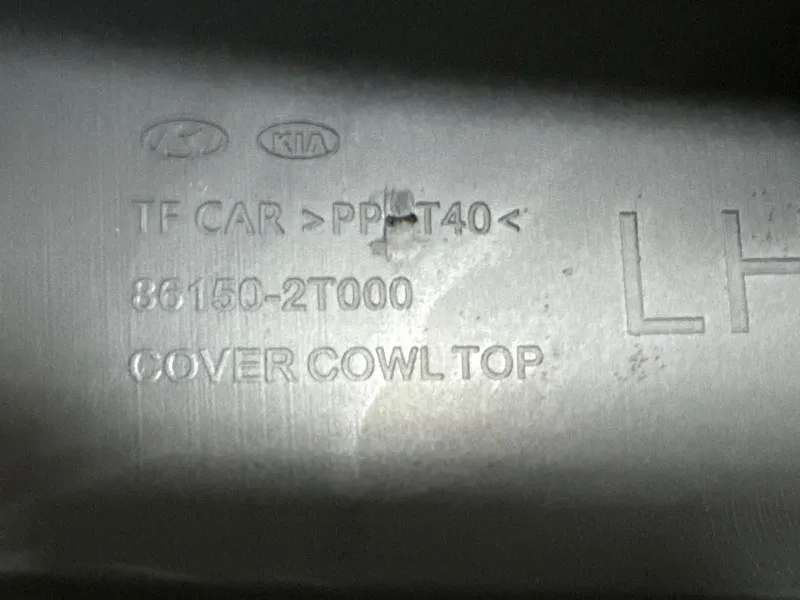 KIA
TF CAR >PP T40<
86150-2T000
COVER COWL TOP
LH